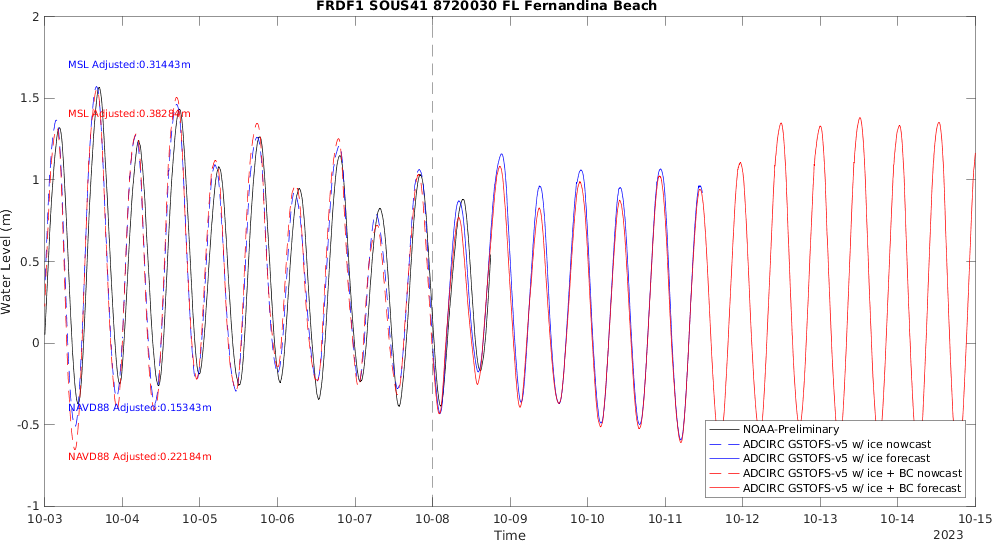 FRDF1 SOUS41 8720030 FL Fernandina Beach
2
1.5
1
0.5
0
-0.5
-1
Water Level (m)
MSL Adjusted:0.31443m
MSL Adjusted:0.38284m
NAVD88 Adjusted:0.15343m
NAVD88 Adjusted:0.22184m
NOAA-Preliminary
ADCIRC GSTOFS-v5 w/ ice nowcast
ADCIRC GSTOFS-v5 w/ ice forecast
ADCIRC GSTOFS-v5 w/ ice + BC nowcast
ADCIRC GSTOFS-v5 w/ ice + BC forecast
10-03 10-04 10-05 10-06 10-07 10-08 10-09 10-10 10-11 10-12 10-13 10-14 10-15
Time
2023